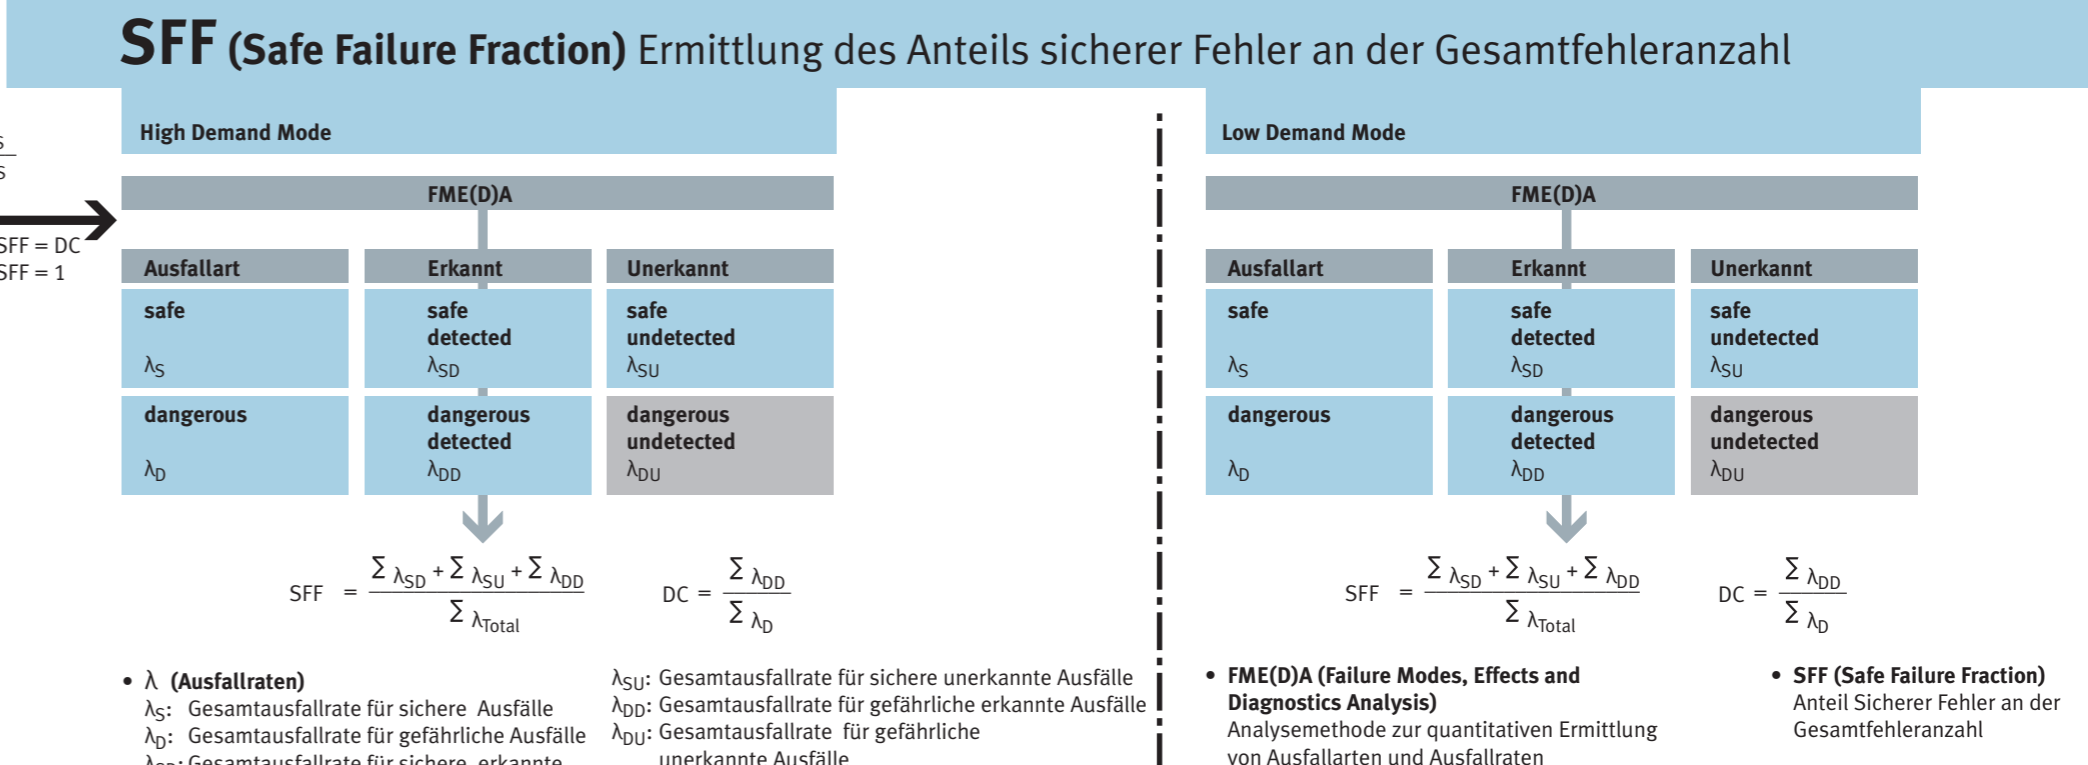 SFF (Safe Failure Fraction) Ermittlung des Anteils sicherer Fehler an der Gesamtfehleranzahl
SFF = DC
SFF = 1
High Demand Mode
FME(D)A
Ausfallart Erkannt Unerkannt
safe safe safe
detected undetected
λS λSD λSU
dangerous dangerous dangerous
detected undetected
λD λDD λDU
SFF = (∑ λSD + ∑ λSU + ∑ λDD) / ∑ λTotal DC = ∑ λDD / ∑ λD
• λ (Ausfallraten)
λS: Gesamtausfallrate für sichere Ausfälle
λD: Gesamtausfallrate für gefährliche Ausfälle
λSD: Gesamtausfallrate für sichere erkannte
λSU: Gesamtausfallrate für sichere unerkannte Ausfälle
λDD: Gesamtausfallrate für gefährliche erkannte Ausfälle
λDU: Gesamtausfallrate für gefährliche
unerkannte Ausfälle
Low Demand Mode
FME(D)A
Ausfallart Erkannt Unerkannt
safe safe safe
detected undetected
λS λSD λSU
dangerous dangerous dangerous
detected undetected
λD λDD λDU
SFF = (∑ λSD + ∑ λSU + ∑ λDD) / ∑ λTotal DC = ∑ λDD / ∑ λD
• FME(D)A (Failure Modes, Effects and
Diagnostics Analysis)
Analysemethode zur quantitativen Ermittlung
von Ausfallarten und Ausfallraten
• SFF (Safe Failure Fraction)
Anteil Sicherer Fehler an der
Gesamtfehleranzahl